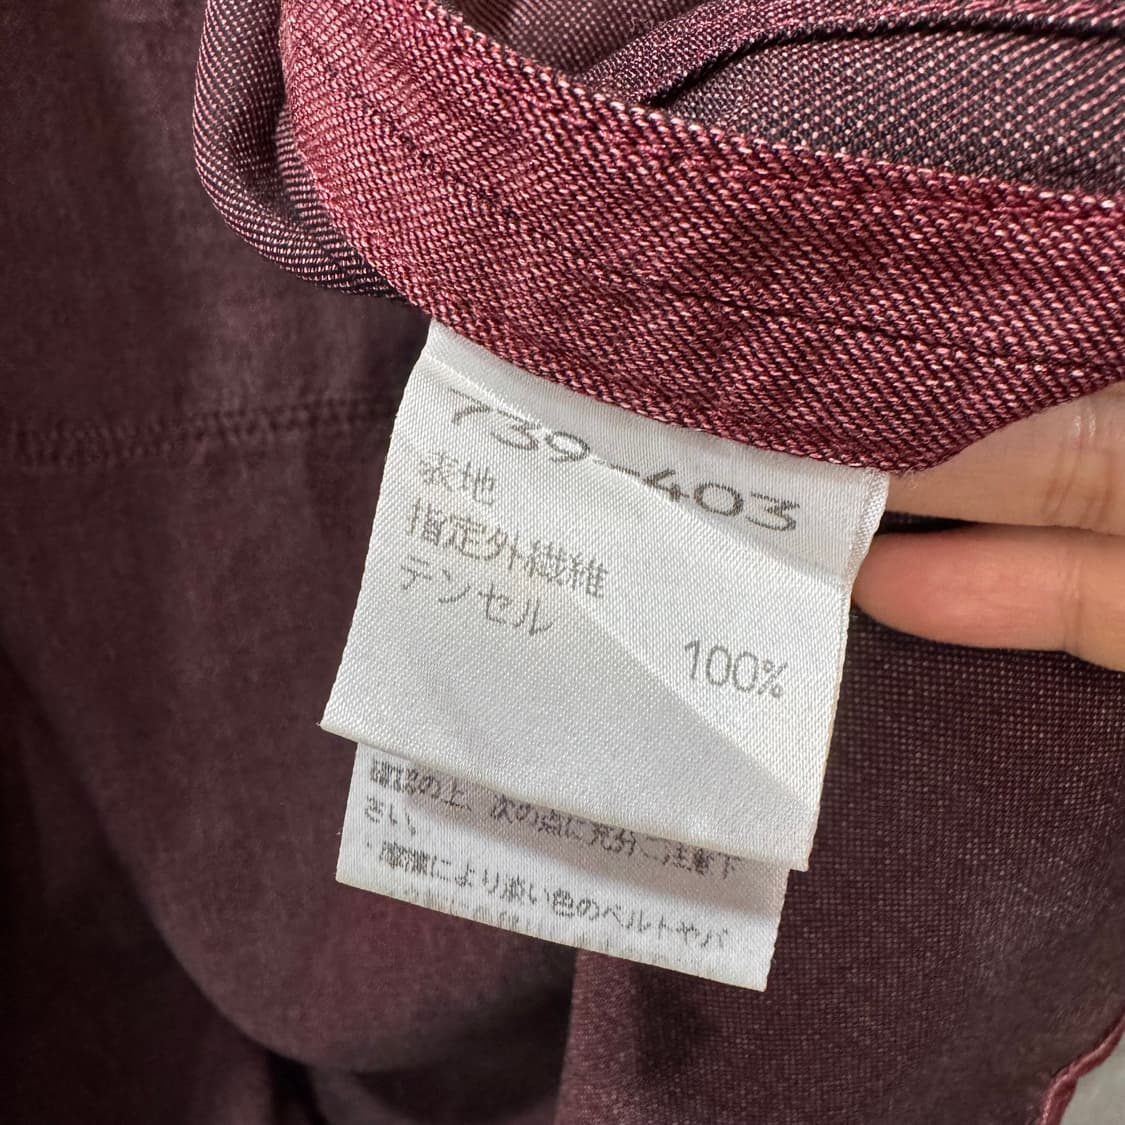 739-403
表地
指定外繊維
テンセル
100%
確認の上、次の点に充分ご注意下
さい。
・摩擦により淡い色のベルトやバ